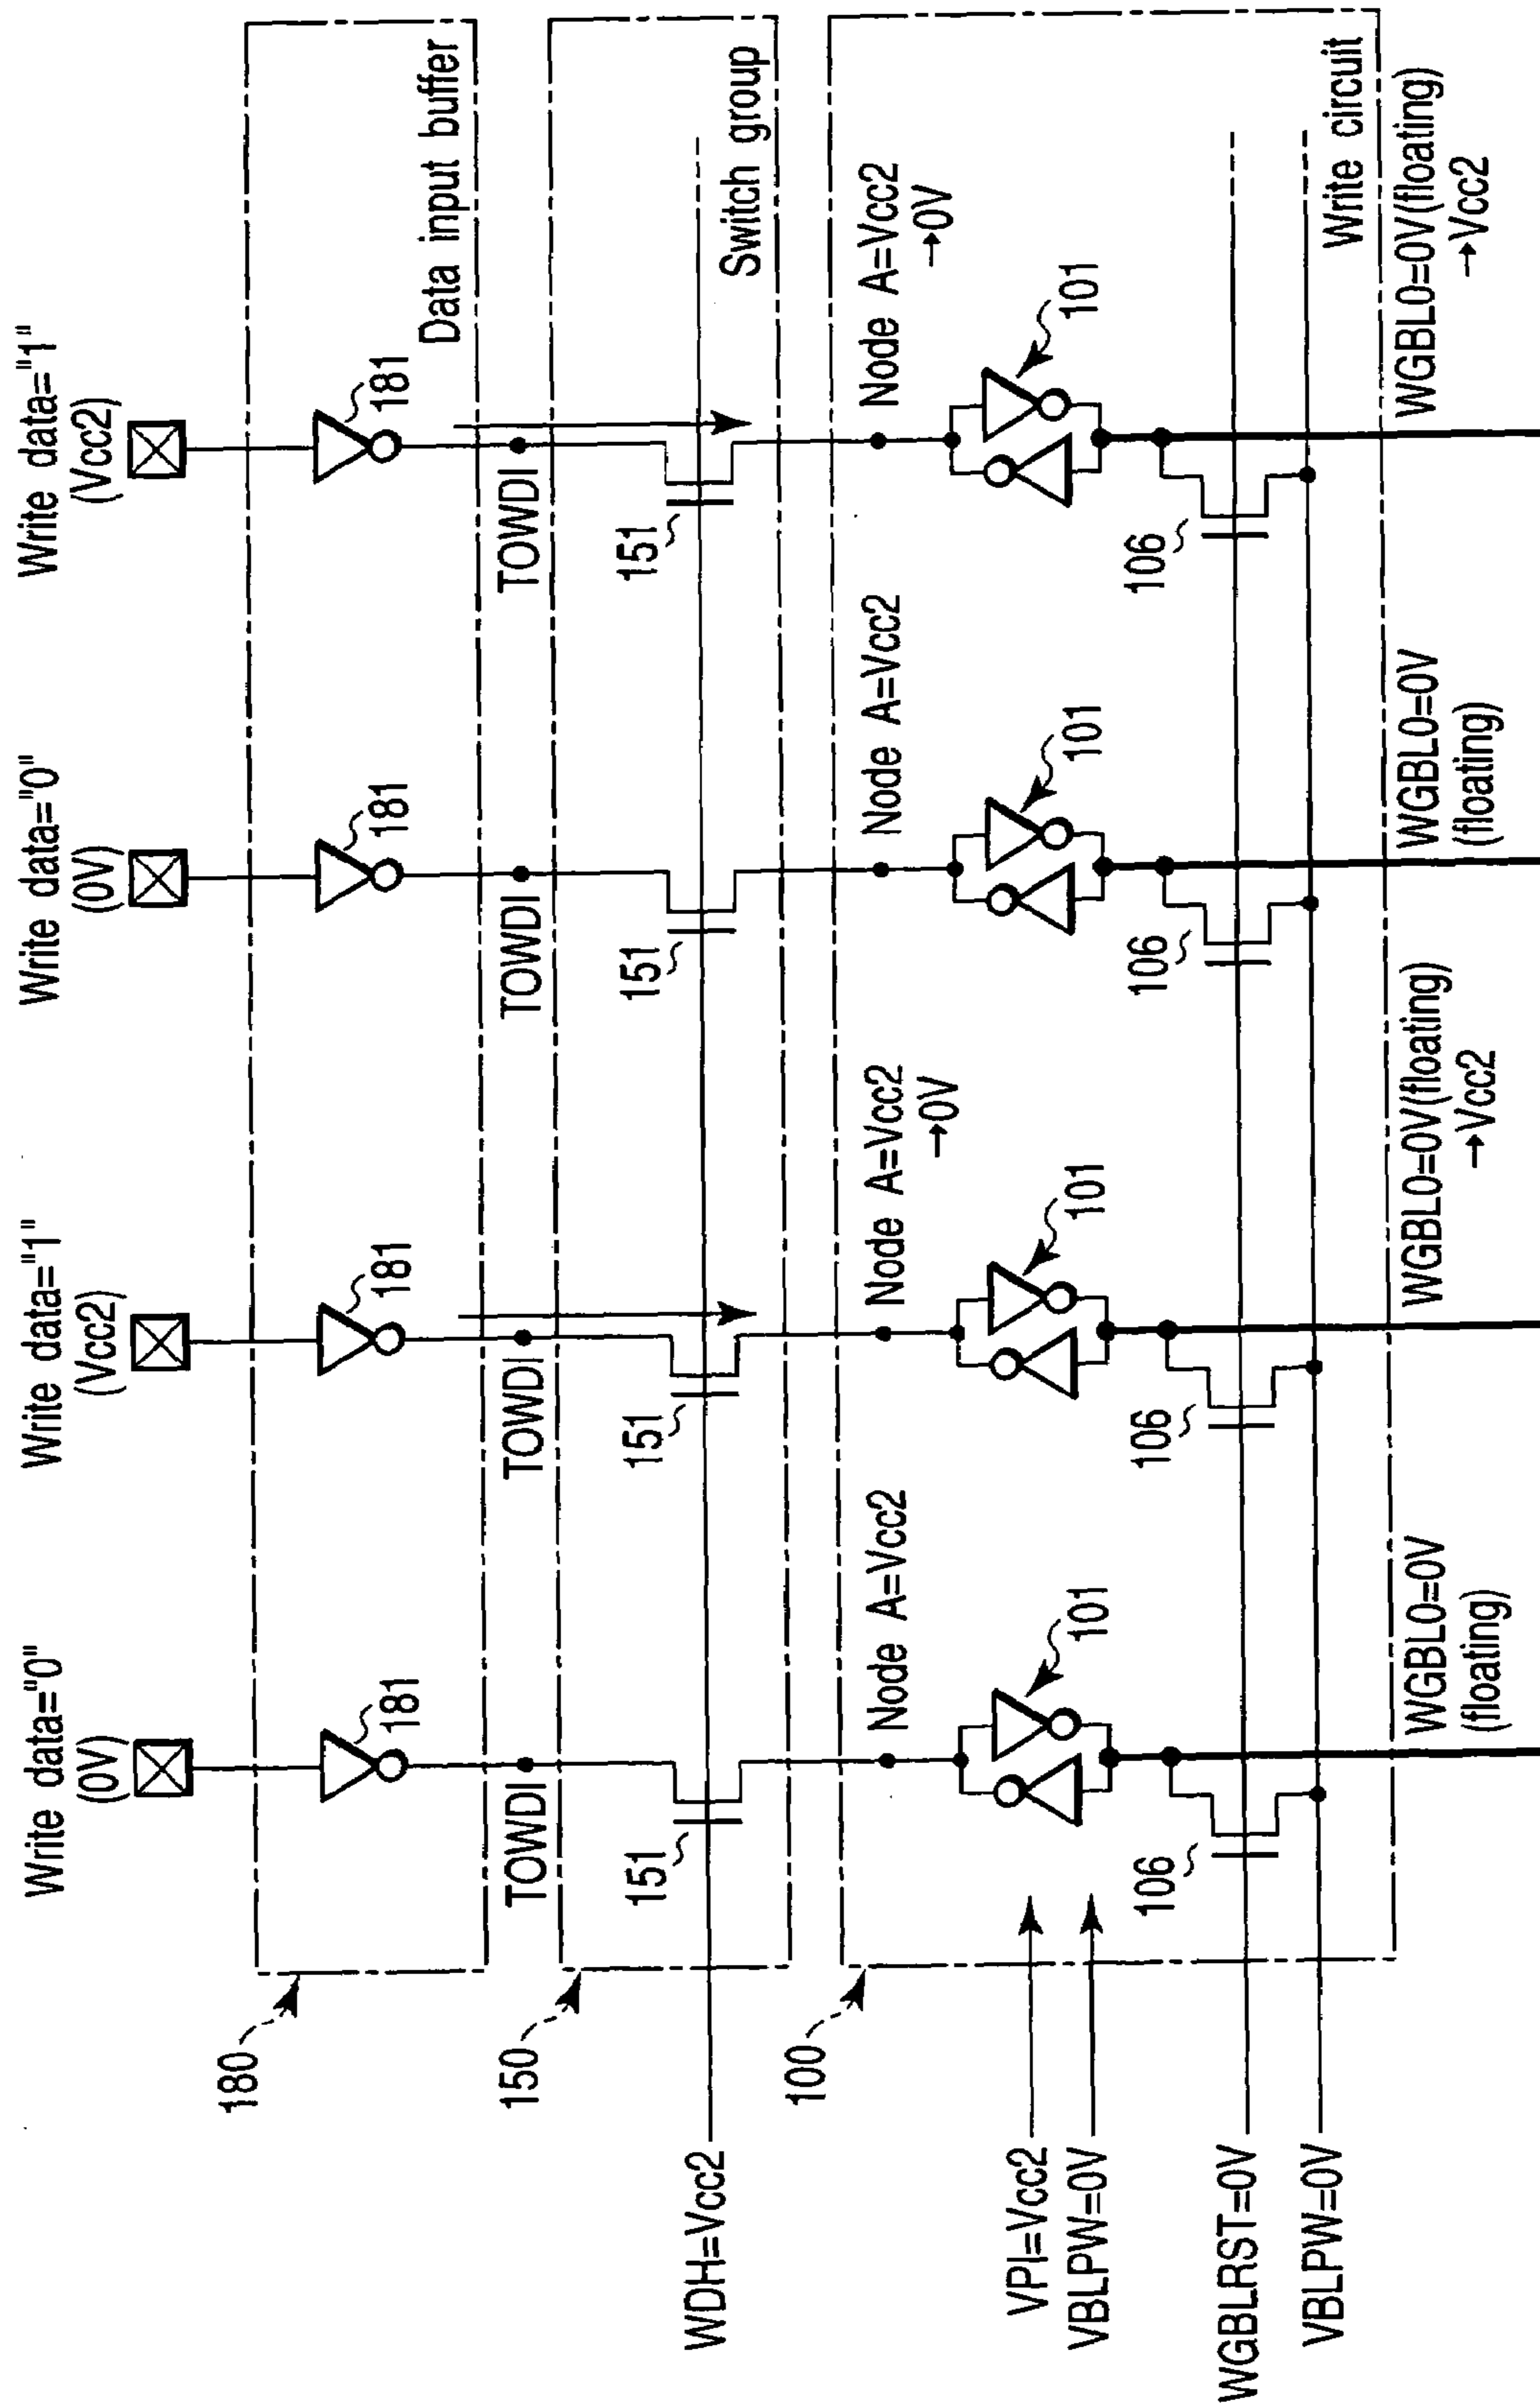 Write data="0"
(0V)
Write data="1"
(Vcc2)
Write data="0"
(0V)
Write data="1"
(Vcc2)
180
181
181
181
181
Data input buffer
TOWDI
TOWDI
TOWDI
TOWDI
150
151
151
151
151
WDH=Vcc2
Switch group
100
Node A=Vcc2
Node A=Vcc2
→0V
Node A=Vcc2
Node A=Vcc2
→0V
VPI=Vcc2
VBLPW=0V
101
101
101
101
106
106
106
106
WGBLRST=0V
VBLPW=0V
Write circuit
WGBL0=0V
(floating)
WGBL0=0V(floating)
→Vcc2
WGBL0=0V
(floating)
WGBL0=0V(floating)
→Vcc2